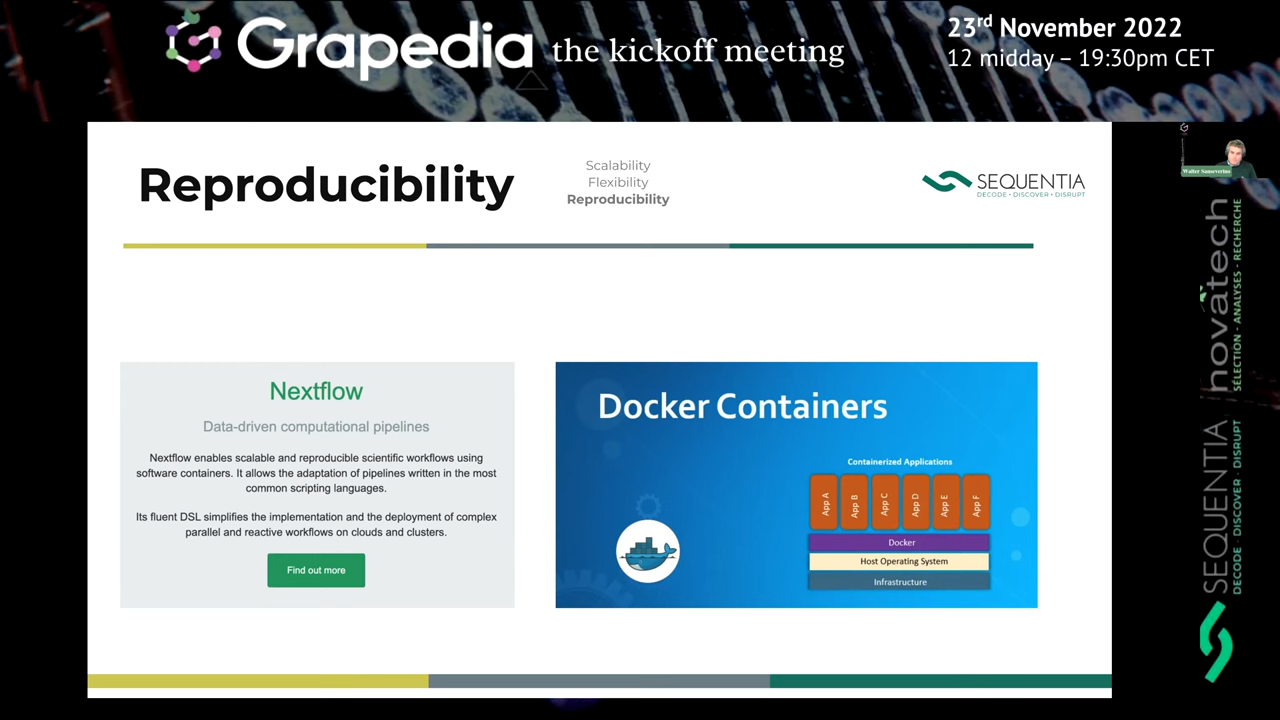 Grapedia the kickoff meeting
23rd November 2022
12 midday – 19:30pm CET
Reproducibility
Scalability
Flexibility
Reproducibility
SEQUENTIA
DECODE • DISCOVER • DISRUPT
Nextflow
Data-driven computational pipelines
Nextflow enables scalable and reproducible scientific workflows using
software containers. It allows the adaptation of pipelines written in the most
common scripting languages.
Its fluent DSL simplifies the implementation and the deployment of complex
parallel and reactive workflows on clouds and clusters.
Find out more
Docker Containers
Containerized Applications
App A
App B
App C
App D
App E
App F
Docker
Host Operating System
Infrastructure
Walter Sanseverino
novatech
SÉLECTION - ANALYSES - RECHERCHE
SEQUENTIA
DECODE · DISCOVER · DISRUPT